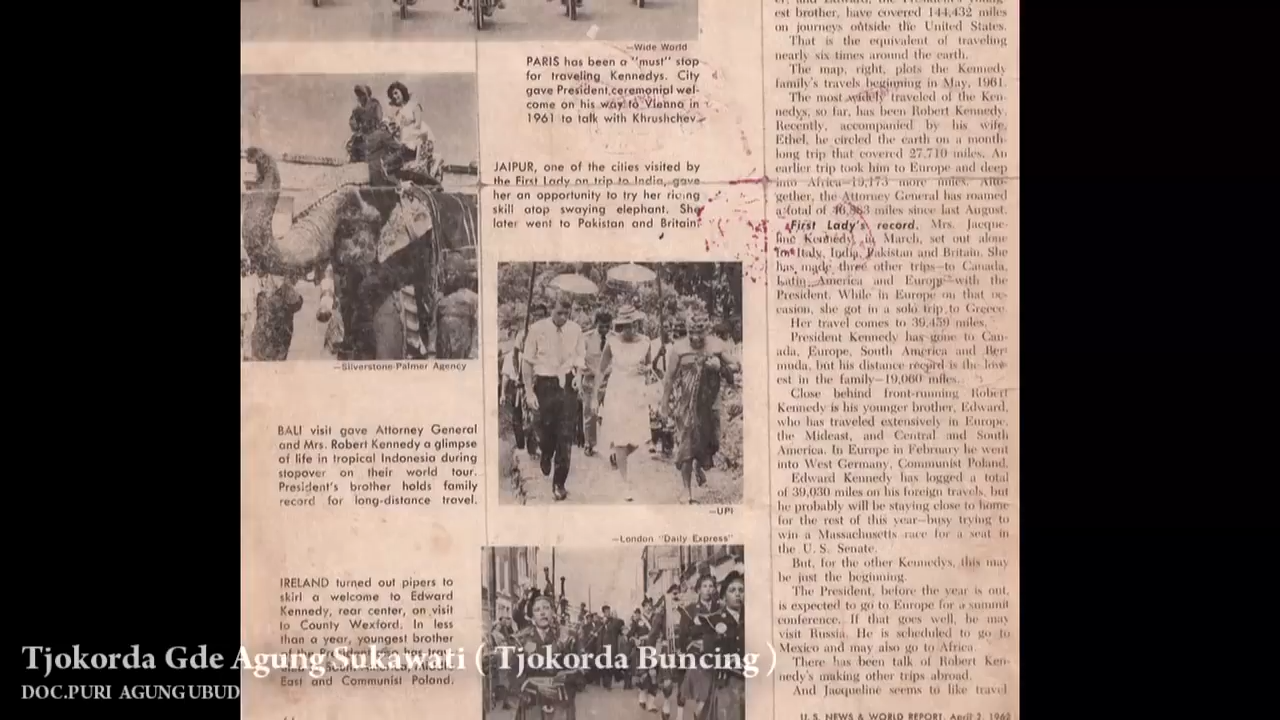 —Wide World
PARIS has been a "must" stop
for traveling Kennedys. City
gave President ceremonial wel-
come on his way to Vienna in
1961 to talk with Khrushchev
JAIPUR, one of the cities visited by
the First Lady on trip to India, gave
her an opportunity to try her riding
skill atop swaying elephant. She
later went to Pakistan and Britain.
—Silverstone-Palmer Agency
BALI visit gave Attorney General
and Mrs. Robert Kennedy a glimpse
of life in tropical Indonesia during
stopover on their world tour.
President's brother holds family
record for long-distance travel.
—UPI
—London "Daily Express"
IRELAND turned out pipers to
skirl a welcome to Edward
Kennedy, rear center, on visit
to County Wexford. In less
than a year, youngest brother
of the President also has
East and Communist Poland.
est brother, have covered 144,432 miles
on journeys outside the United States.
That is the equivalent of traveling
nearly six times around the earth.
The map, right, plots the Kennedy
family's travels beginning in May, 1961.
The most widely traveled of the Ken-
nedys, so far, has been Robert Kennedy.
Recently, accompanied by his wife,
Ethel, he circled the earth on a month-
long trip that covered 27,710 miles. An
earlier trip took him to Europe and deep
into Africa—19,173 more miles. Alto-
gether, the Attorney General has roamed
a total of miles since last August.
First Lady's record. Mrs. Jacque-
line Kennedy, in March, set out alone
for Italy, India, Pakistan and Britain. She
has made three other trips—to Canada,
Latin America and Europe—with the
President. While in Europe on that oc-
casion, she got in a solo trip to Greece.
Her travel comes to 39,459 miles.
President Kennedy has gone to Can-
ada, Europe, South America and Ber-
muda, but his distance record is the low-
est in the family—19,060 miles.
Close behind front-running Robert
Kennedy is his younger brother, Edward,
who has traveled extensively in Europe,
the Mideast, and Central and South
America. In Europe in February he went
into West Germany, Communist Poland.
Edward Kennedy has logged a total
of 39,030 miles on his foreign travels, but
he probably will be staying close to home
for the rest of this year—busy trying to
win a Massachusetts race for a seat in
the U. S. Senate.
But, for the other Kennedys, this may
be just the beginning.
The President, before the year is out,
is expected to go to Europe for a summit
conference. If that goes well, he may
visit Russia. He is scheduled to go to
Mexico and may also go to Africa.
There has been talk of Robert Ken-
nedy's making other trips abroad.
And Jacqueline seems to like travel
U. S. NEWS & WORLD REPORT, April 2, 1962
Tjokorda Gde Agung Sukawati ( Tjokorda Buncing )
DOC.PURI AGUNG UBUD